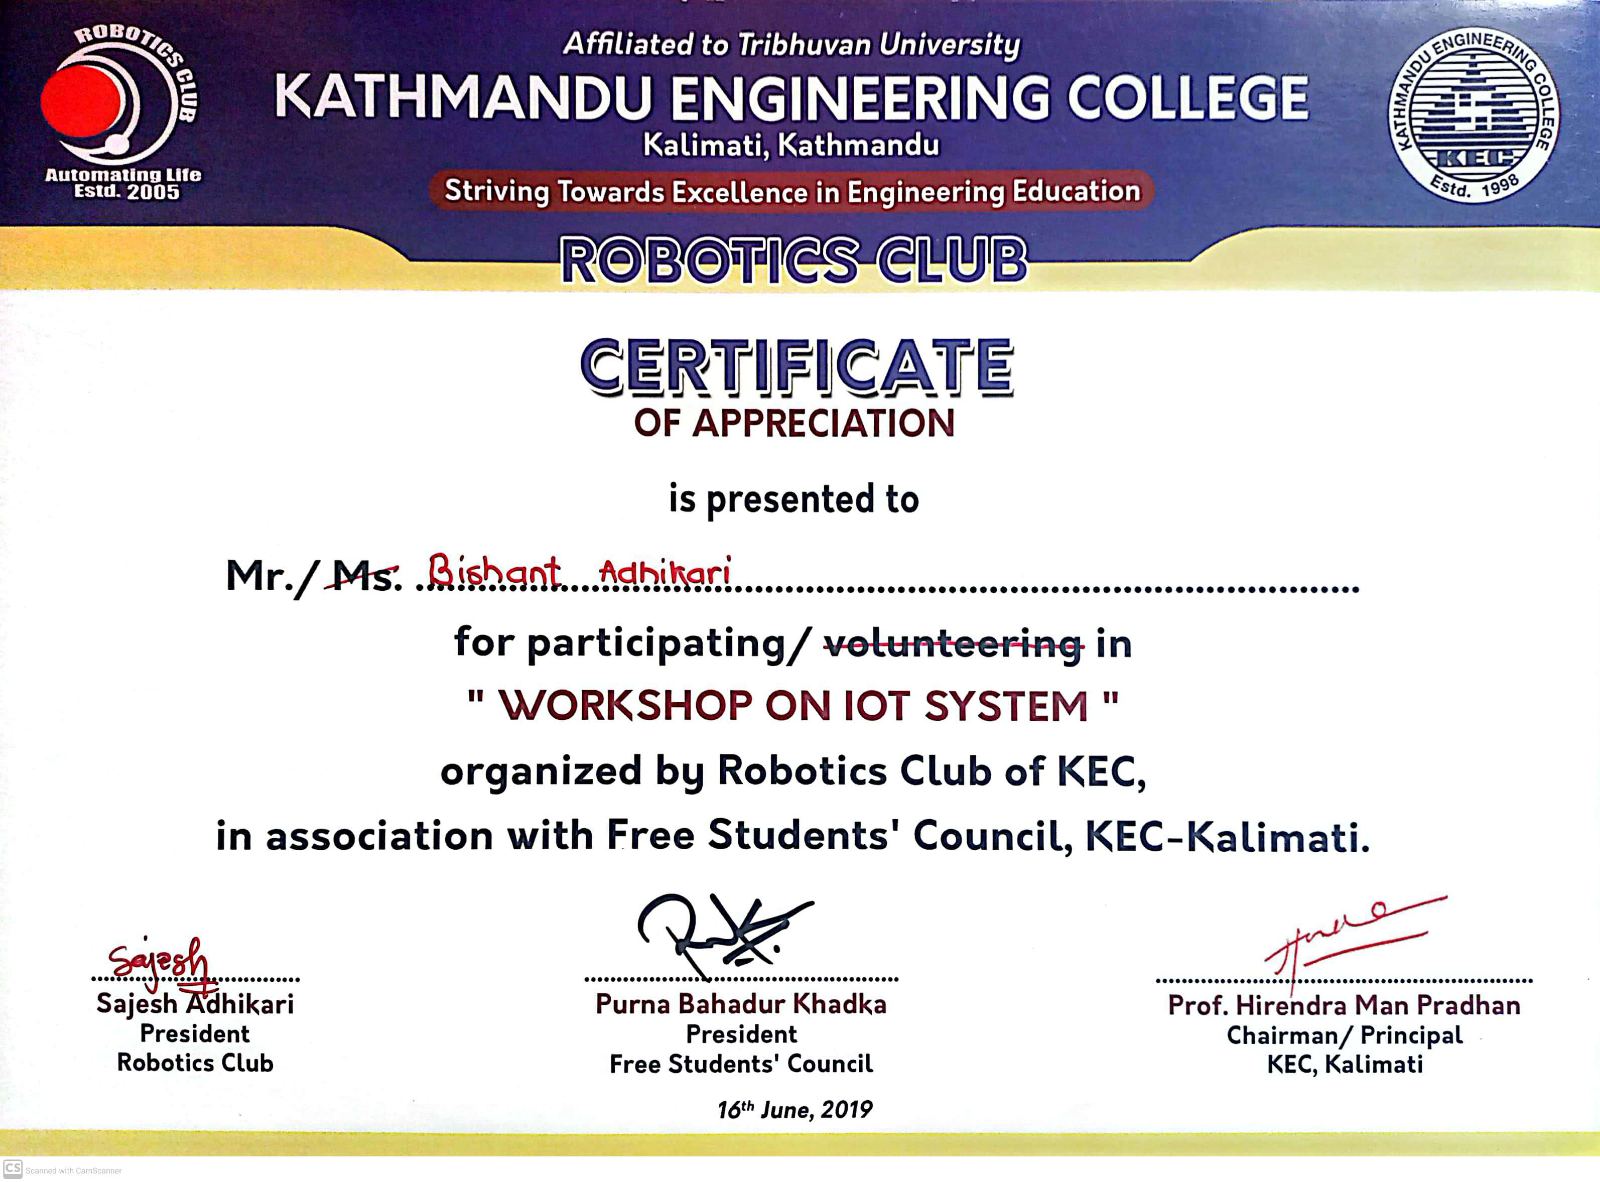 ROBOTICS CLUB
Automating Life
Estd. 2005
Affiliated to Tribhuvan University
KATHMANDU ENGINEERING COLLEGE
Kalimati, Kathmandu
Striving Towards Excellence in Engineering Education
KATHMANDU ENGINEERING COLLEGE
KEC
Estd. 1998
ROBOTICS CLUB
CERTIFICATE
OF APPRECIATION
is presented to
Mr./ Ms. Bishant Adhikari
for participating/ volunteering in
" WORKSHOP ON IOT SYSTEM "
organized by Robotics Club of KEC,
in association with Free Students' Council, KEC-Kalimati.
Sajesh
Sajesh Adhikari
President
Robotics Club
Purna Bahadur Khadka
President
Free Students' Council
Prof. Hirendra Man Pradhan
Chairman/ Principal
KEC, Kalimati
16th June, 2019
CS Scanned with CamScanner